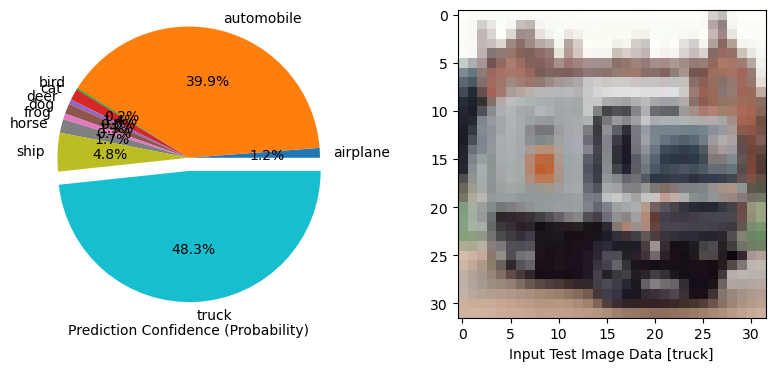 automobile
39.9%
bird
cat
deer
dog
frog
horse
ship
0.2%
1.7%
4.8%
1.2%
airplane
48.3%
truck
Prediction Confidence (Probability)
0
5
10
15
20
25
30
0
5
10
15
20
25
30
Input Test Image Data [truck]